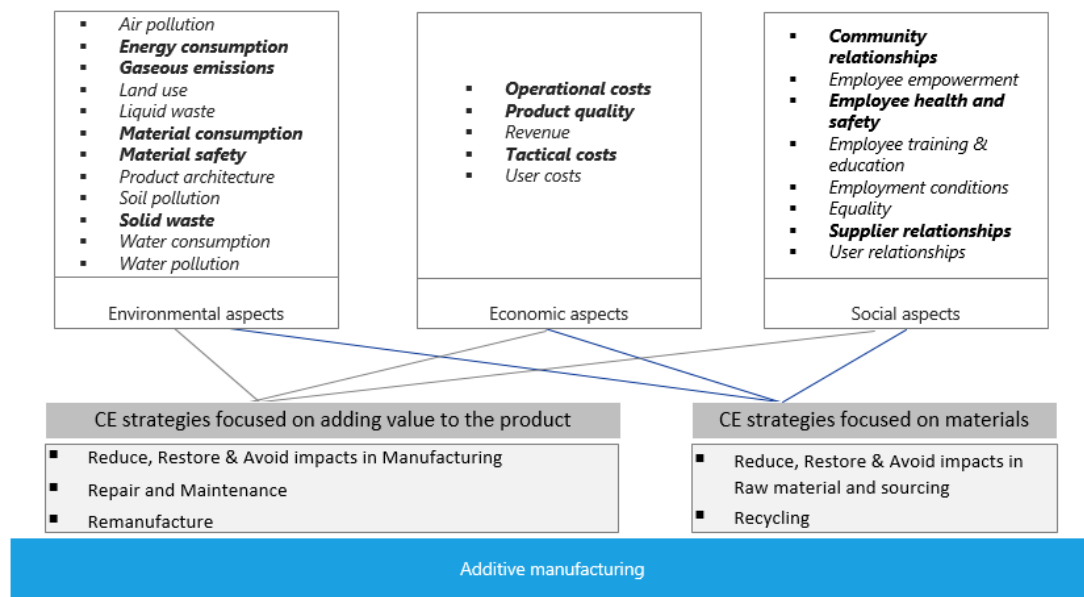 Air pollution
Energy consumption
Gaseous emissions
Land use
Liquid waste
Material consumption
Material safety
Product architecture
Soil pollution
Solid waste
Water consumption
Water pollution
Environmental aspects
Operational costs
Product quality
Revenue
Tactical costs
User costs
Economic aspects
Community
relationships
Employee empowerment
Employee health and
safety
Employee training &
education
Employment conditions
Equality
Supplier relationships
User relationships
Social aspects
CE strategies focused on adding value to the product
Reduce, Restore & Avoid impacts in Manufacturing
Repair and Maintenance
Remanufacture
CE strategies focused on materials
Reduce, Restore & Avoid impacts in
Raw material and sourcing
Recycling
Additive manufacturing